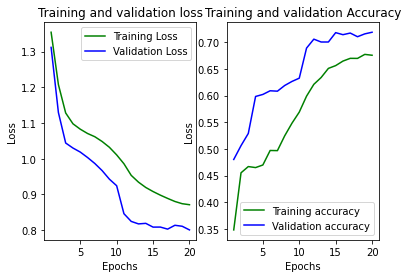 Training and validation loss
Training Loss
Validation Loss
Loss
1.3
1.2
1.1
1.0
0.9
0.8
5
10
15
20
Epochs
Training and validation Accuracy
Training accuracy
Validation accuracy
Loss
0.70
0.65
0.60
0.55
0.50
0.45
0.40
0.35
5
10
15
20
Epochs